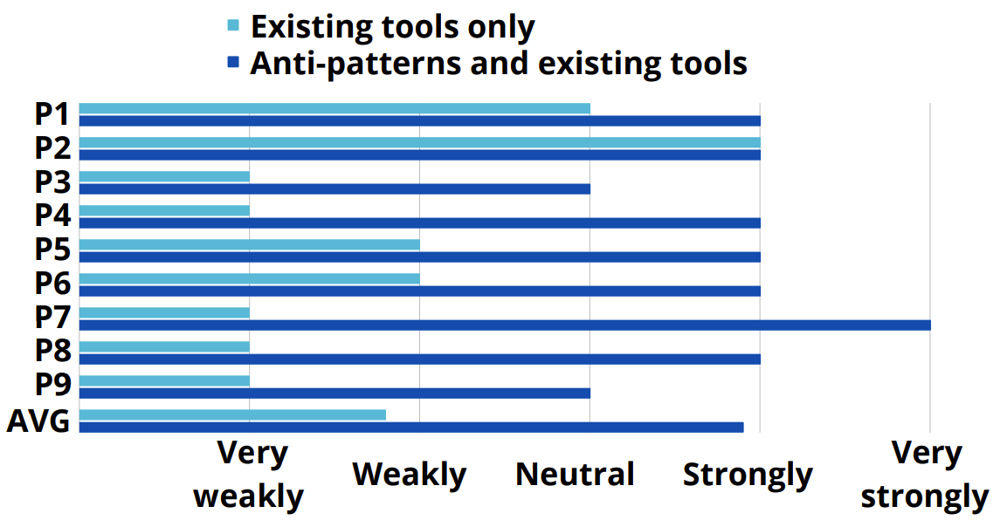 Existing tools only
Anti-patterns and existing tools
P1
P2
P3
P4
P5
P6
P7
P8
P9
AVG
Very
weakly
Weakly
Neutral
Strongly
Very
strongly